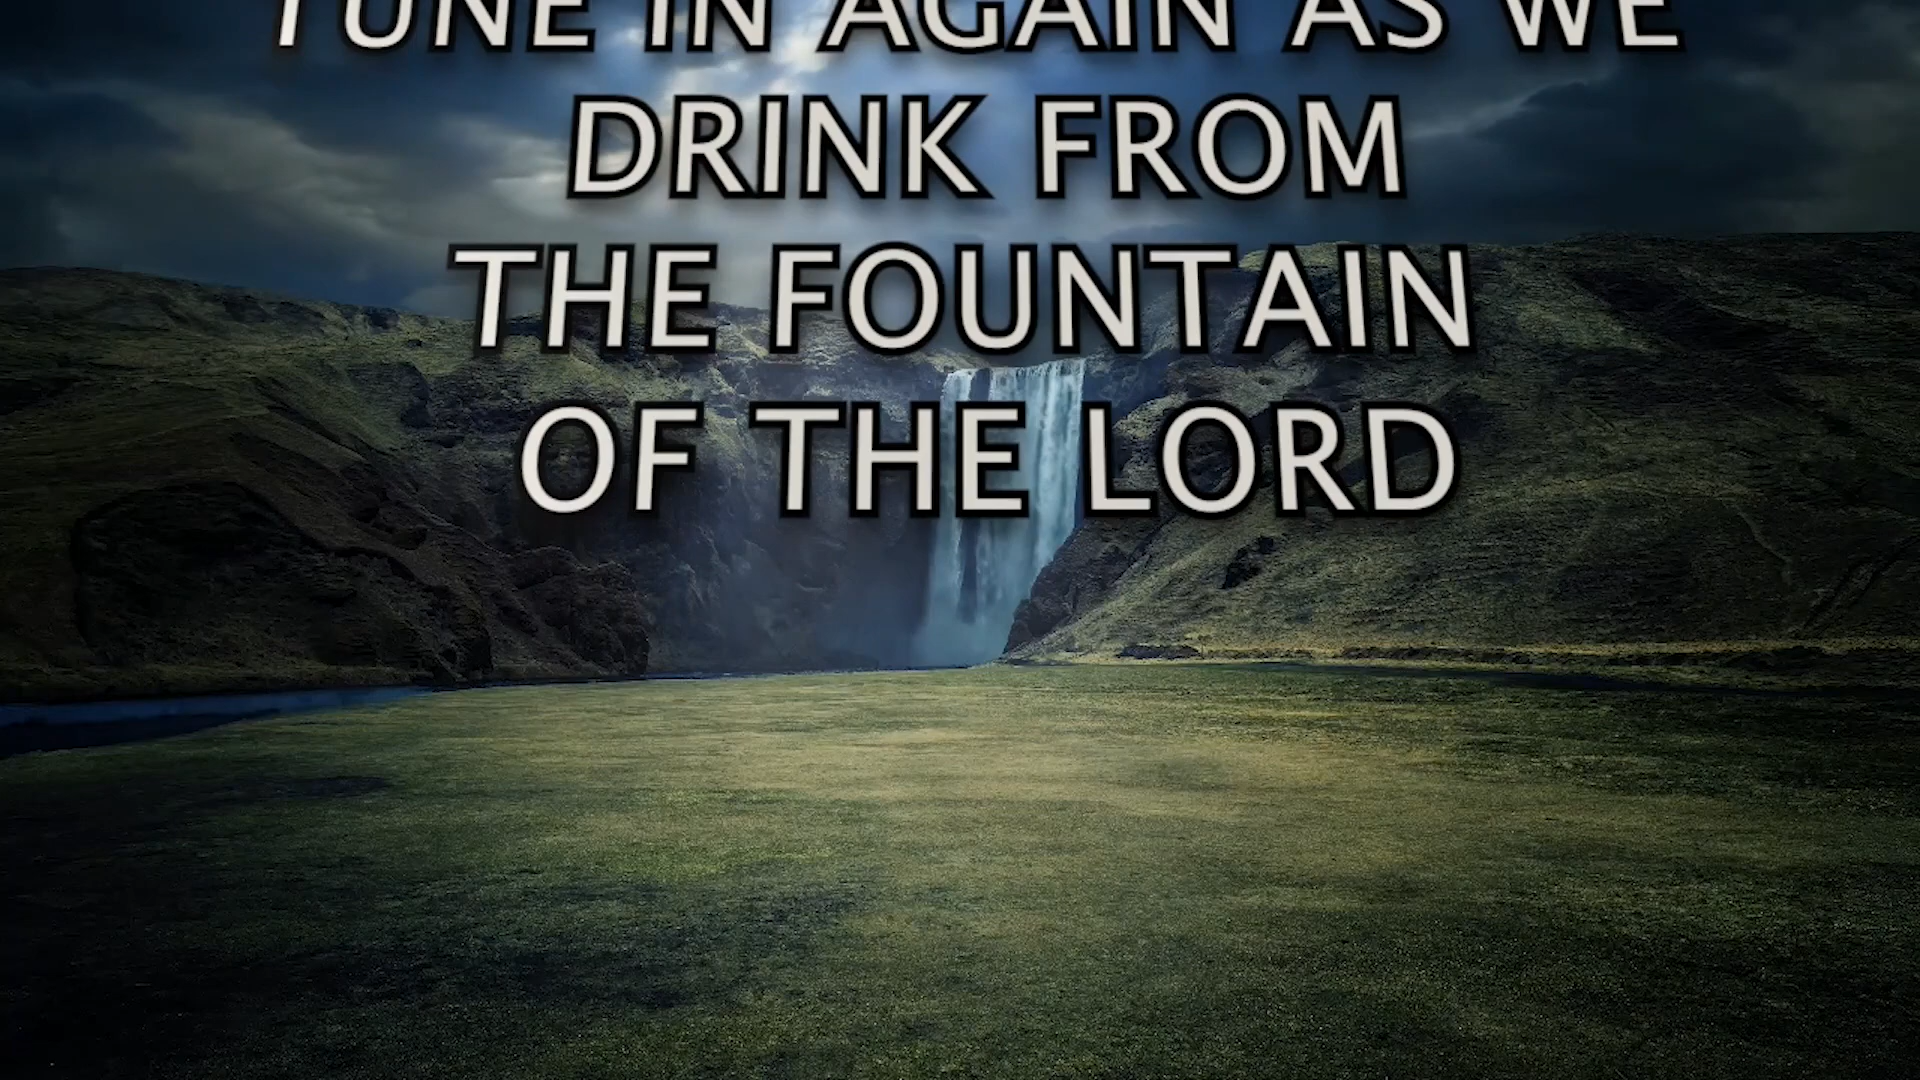 TUNE IN AGAIN AS WE
DRINK FROM
THE FOUNTAIN
OF THE LORD